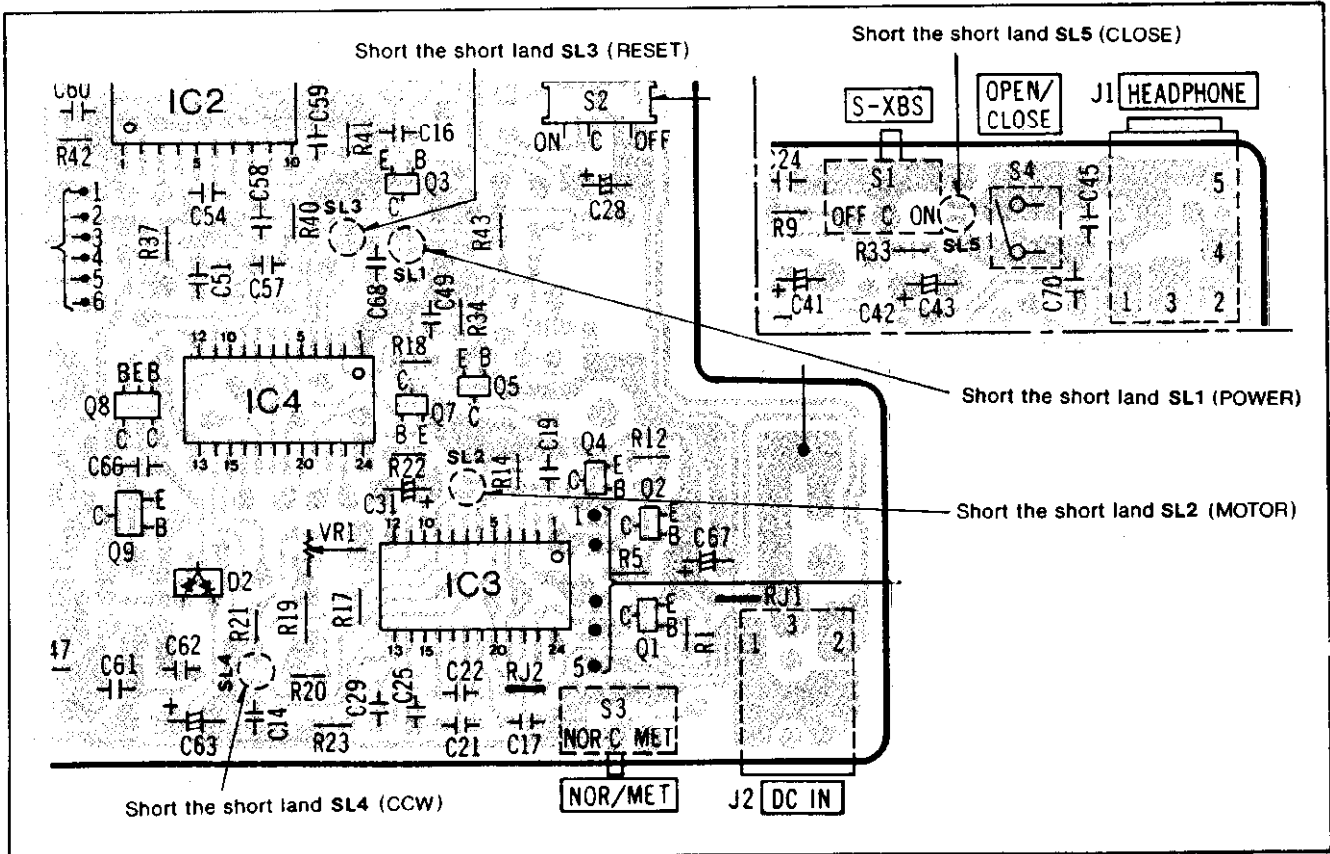 Short the short land SL3 (RESET)
Short the short land SL5 (CLOSE)
C60
IC2
C59
R41
C16
S2
ON C OFF
S-XBS
OPEN/
CLOSE
J1 HEADPHONE
R42
1 5 10
E B
Q3
C
C28
C24
S1
OFF C ON
S4
C45
5
1
2
3
4
5
6
C54
C58
R40
SL3
R43
R9
SL5
R37
SL1
R33
4
C51
C57
C68
C49
C41
C42
C43
C70
1 3 2
R34
12 10 5 1
R18
E B
Q5
C
BEB
Q8
C C
IC4
C
Q7
B E
Short the short land SL1 (POWER)
13 15 20 24
C66
R22
SL2
R14
C19
Q4
C
E
B
R12
C31
Q2
C
E
B
Short the short land SL2 (MOTOR)
C
E
B
Q9
VR1
12 10 5 1
1
R5
C67
D2
IC3
RJ1
R21
R19
R17
C
E
B
Q1
R1
1 3 2
13 15 20 24
5
47
C61
C62
SL4
R20
C29
C25
C22
RJ2
S3
NOR C MET
C63
C14
R23
C21
C17
NOR/MET
J2 DC IN
Short the short land SL4 (CCW)